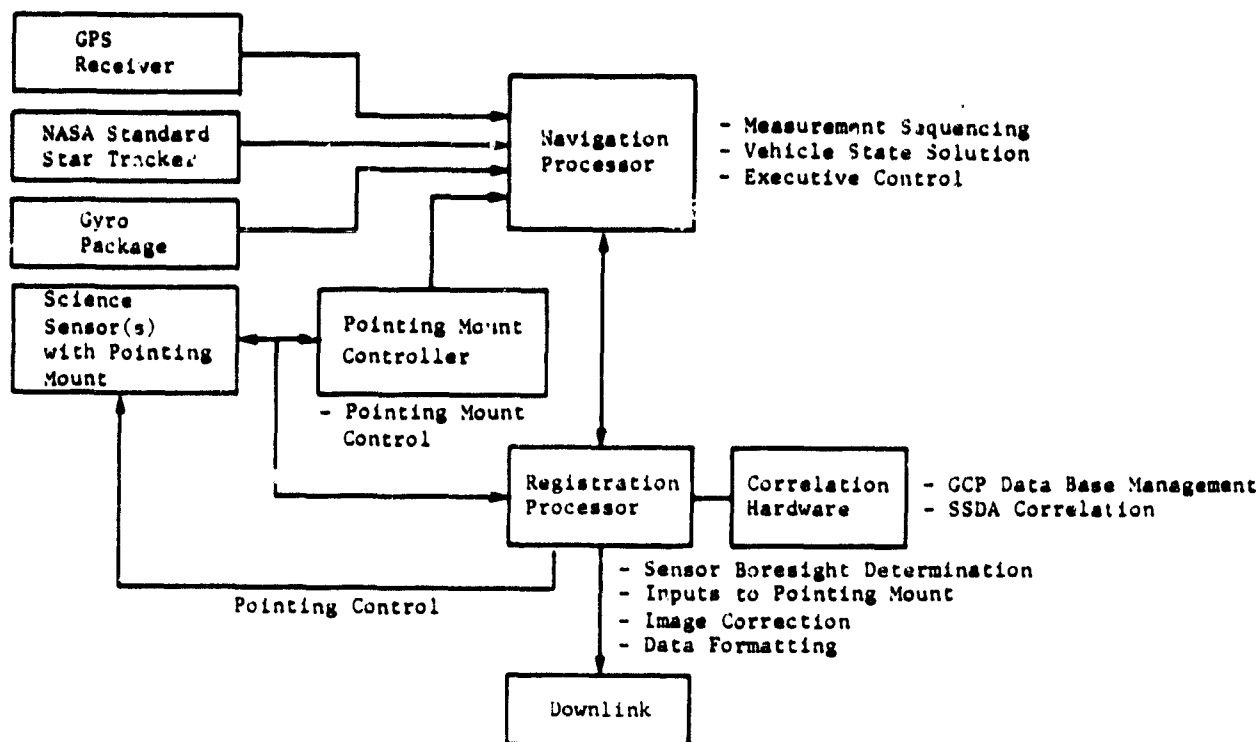 GPS
Receiver
NASA Standard
Star Tracker
Gyro
Package
Science
Sensor(s)
with Pointing
Mount
Navigation
Processor
- Measurement Sequencing
- Vehicle State Solution
- Executive Control
Pointing Mount
Controller
- Pointing Mount
Control
Registration
Processor
Correlation
Hardware
- GCP Data Base Management
- SSDA Correlation
- Sensor Boresight Determination
- Inputs to Pointing Mount
- Image Correction
- Data Formatting
Pointing Control
Downlink